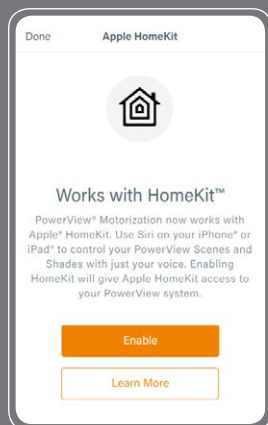 Done Apple HomeKit
Works with HomeKit™
PowerView® Motorization now works with
Apple® HomeKit. Use Siri on your iPhone® or
iPad® to control your PowerView Scenes and
Shades with just your voice. Enabling
HomeKit will give Apple HomeKit access to
your PowerView system.
Enable
Learn More